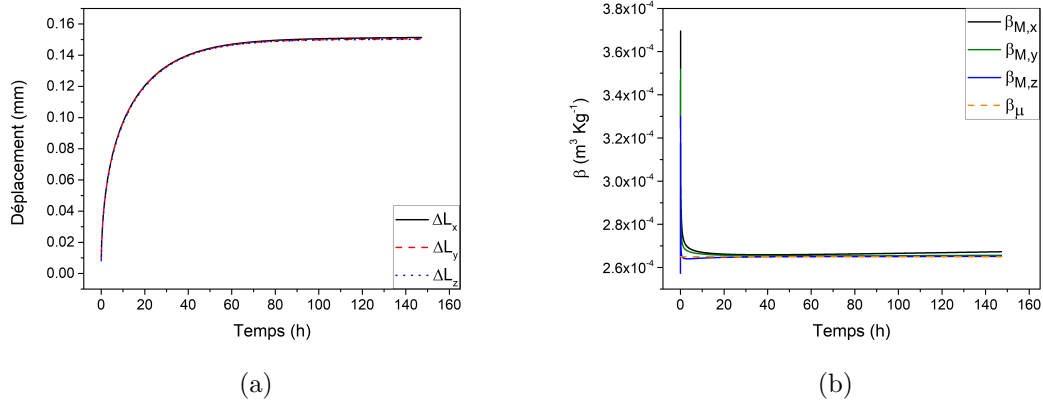 0.16
0.14
0.12
0.10
0.08
0.06
0.04
0.02
0.00
Déplacement (mm)
0 20 40 60 80 100 120 140 160
Temps (h)
ΔLx
ΔLy
ΔLz
(a)
3.8x10⁻⁴
3.6x10⁻⁴
3.4x10⁻⁴
3.2x10⁻⁴
3.0x10⁻⁴
2.8x10⁻⁴
2.6x10⁻⁴
β (m³ Kg⁻¹)
0 20 40 60 80 100 120 140 160
Temps (h)
βM,x
βM,y
βM,z
βμ
(b)